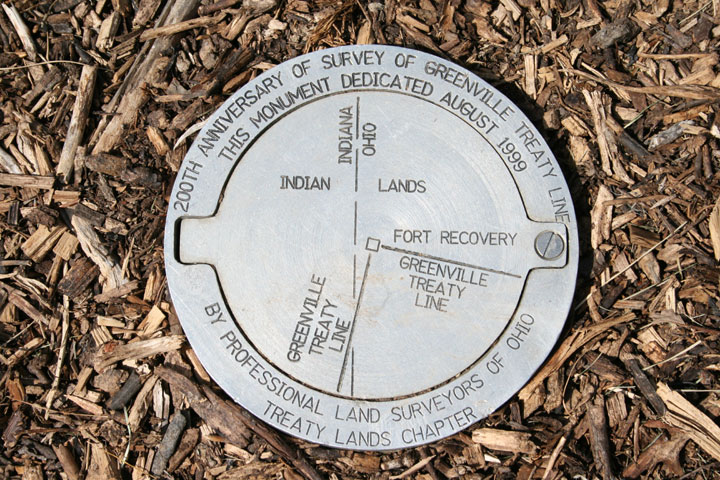 200TH ANNIVERSARY OF SURVEY OF GREENVILLE TREATY LINE
THIS MONUMENT DEDICATED AUGUST 1999
INDIANA
OHIO
INDIAN LANDS
FORT RECOVERY
GREENVILLE
TREATY
LINE
GREENVILLE
TREATY
LINE
BY PROFESSIONAL LAND SURVEYORS OF OHIO
TREATY LANDS CHAPTER